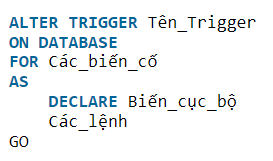 ALTER TRIGGER Tên_Trigger
ON DATABASE
FOR Các_biến_cố
AS
    DECLARE Biến_cục_bộ
    Các_lệnh
GO